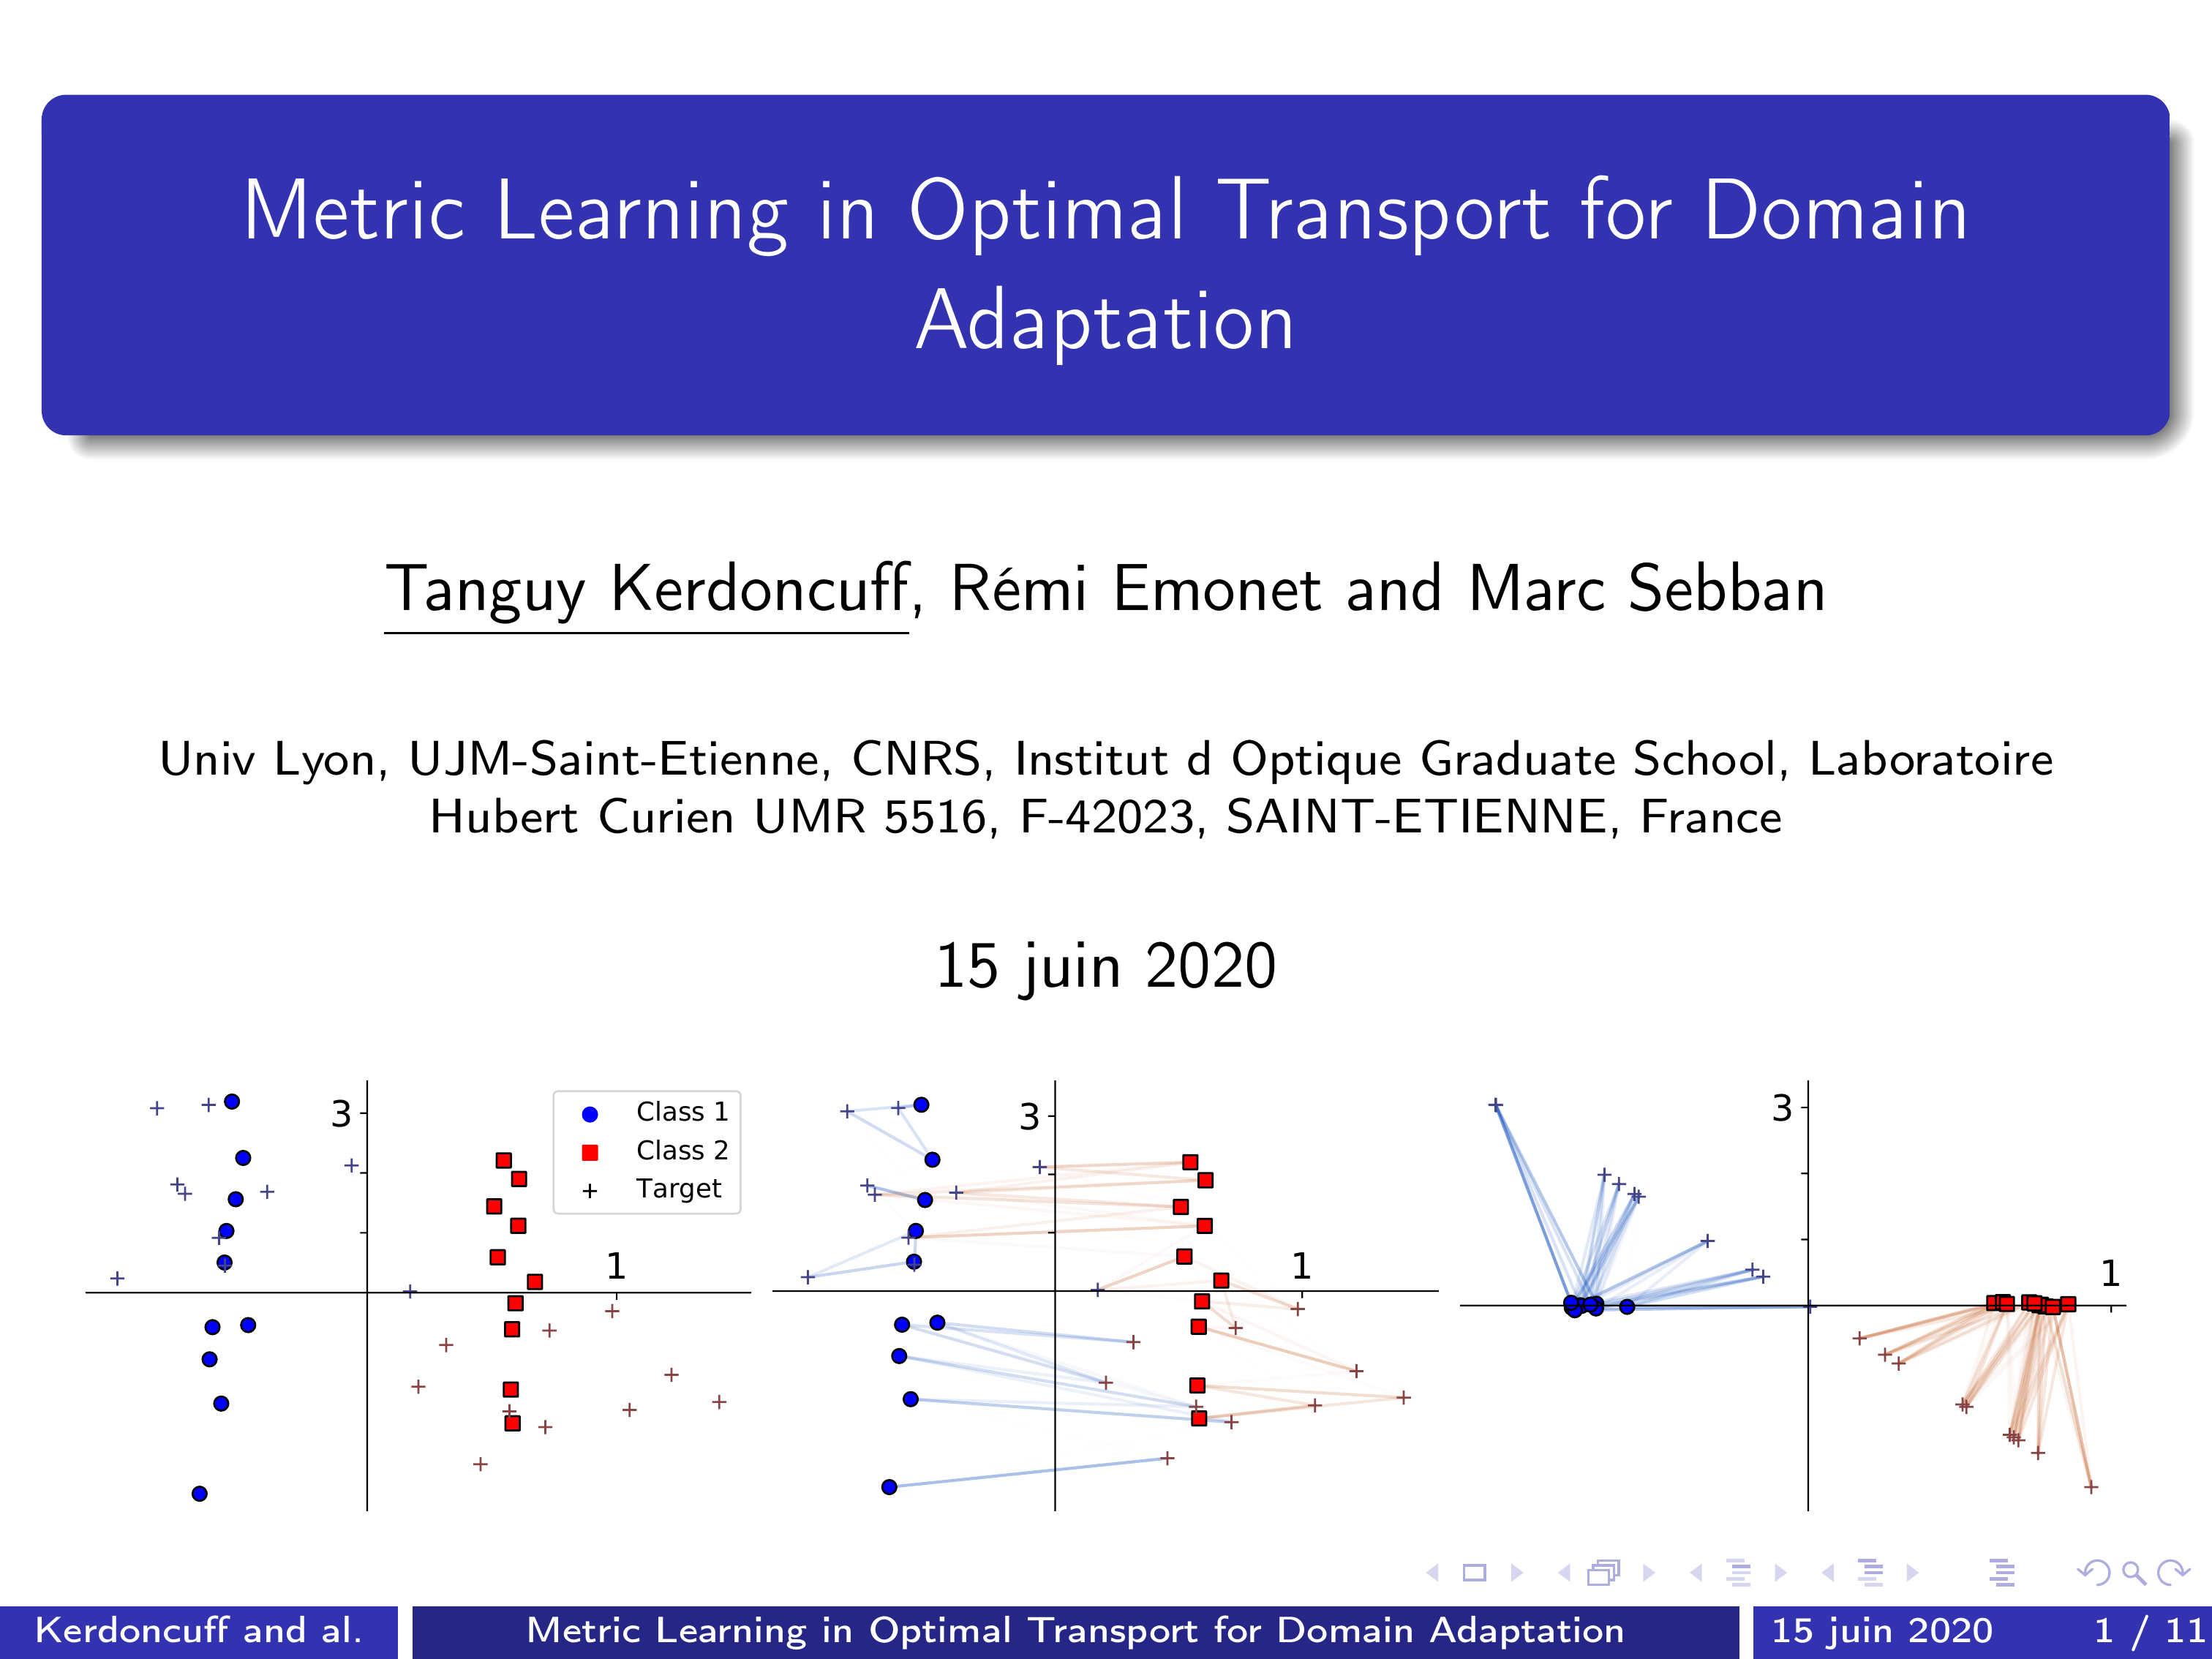 Metric Learning in Optimal Transport for Domain
Adaptation
Tanguy Kerdoncuff, Rémi Emonet and Marc Sebban
Univ Lyon, UJM-Saint-Etienne, CNRS, Institut d Optique Graduate School, Laboratoire
Hubert Curien UMR 5516, F-42023, SAINT-ETIENNE, France
15 juin 2020
3
1
Class 1
Class 2
Target
3
1
3
1
Kerdoncuff and al.
Metric Learning in Optimal Transport for Domain Adaptation
15 juin 2020
1 / 11